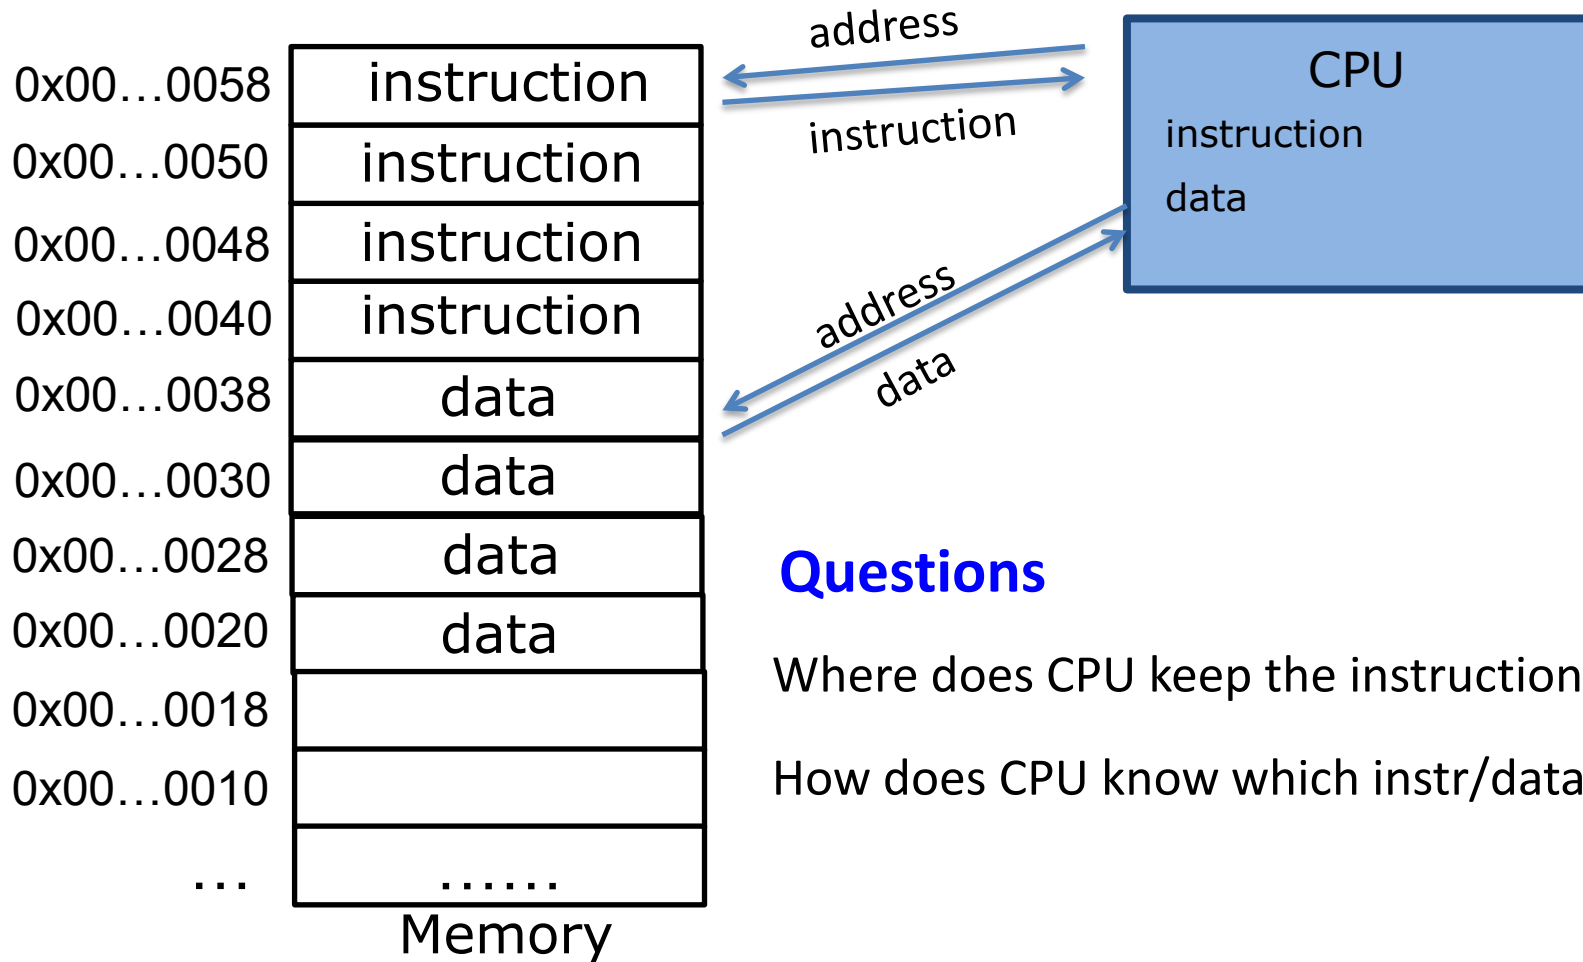 0x00…0058 instruction
0x00…0050 instruction
0x00…0048 instruction
0x00…0040 instruction
0x00…0038 data
0x00…0030 data
0x00…0028 data
0x00…0020 data
0x00…0018
0x00…0010
… ……
Memory
address
instruction
CPU
instruction
data
address
data
Questions
Where does CPU keep the instruction
How does CPU know which instr/data